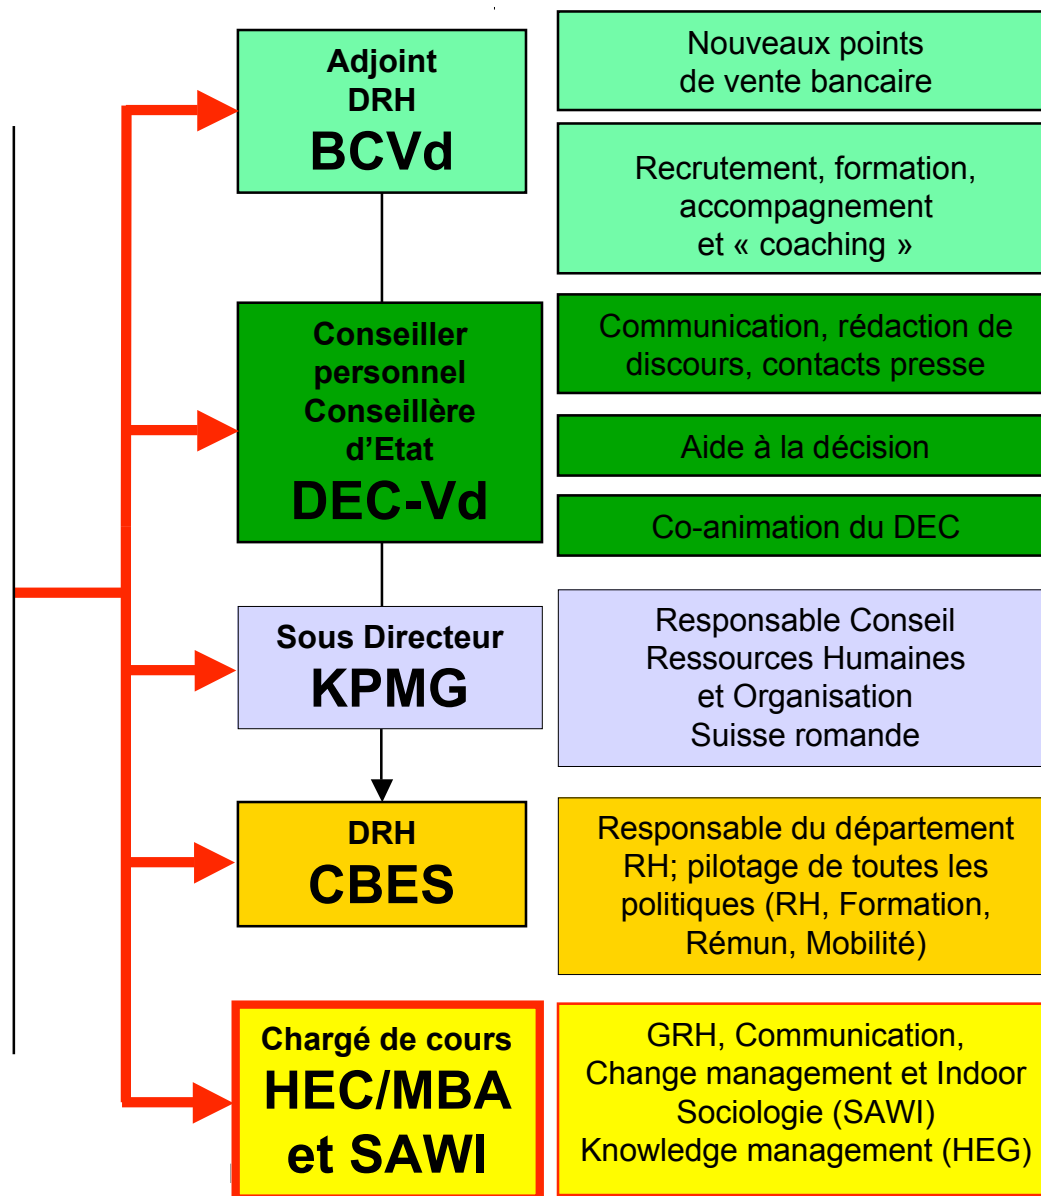 Adjoint
DRH
BCVd
Nouveaux points
de vente bancaire
Recrutement, formation,
accompagnement
et « coaching »
Conseiller
personnel
Conseillère
d’Etat
DEC-Vd
Communication, rédaction de
discours, contacts presse
Aide à la décision
Co-animation du DEC
Sous Directeur
KPMG
Responsable Conseil
Ressources Humaines
et Organisation
Suisse romande
DRH
CBES
Responsable du département
RH; pilotage de toutes les
politiques (RH, Formation,
Rémun, Mobilité)
Chargé de cours
HEC/MBA
et SAWI
GRH, Communication,
Change management et Indoor
Sociologie (SAWI)
Knowledge management (HEG)